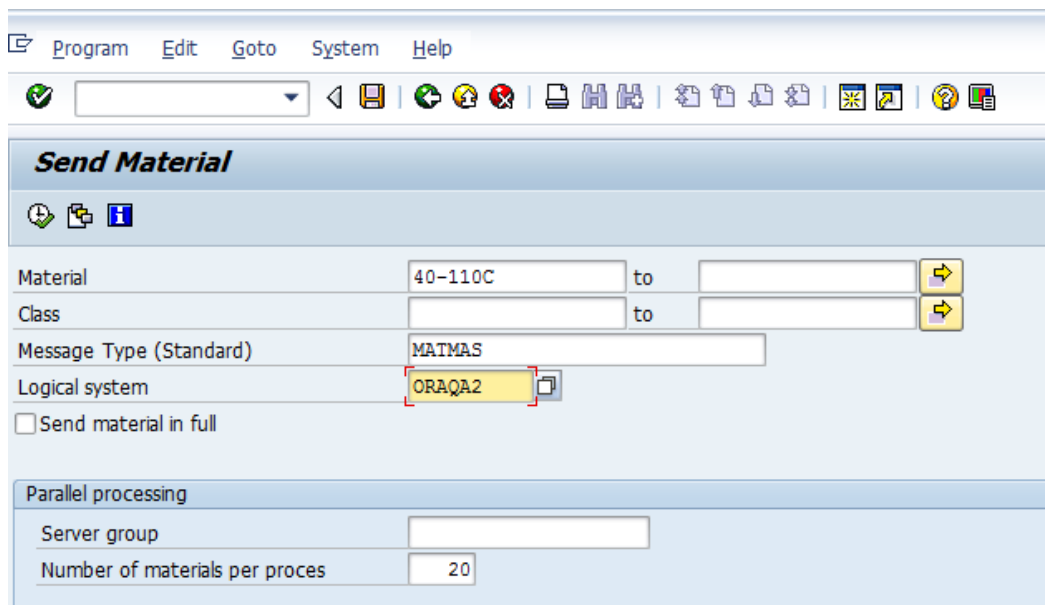 Program Edit Goto System Help
Send Material
Material 40-110C to
Class to
Message Type (Standard) MATMAS
Logical system ORAQA2
Send material in full
Parallel processing
Server group
Number of materials per proces 20